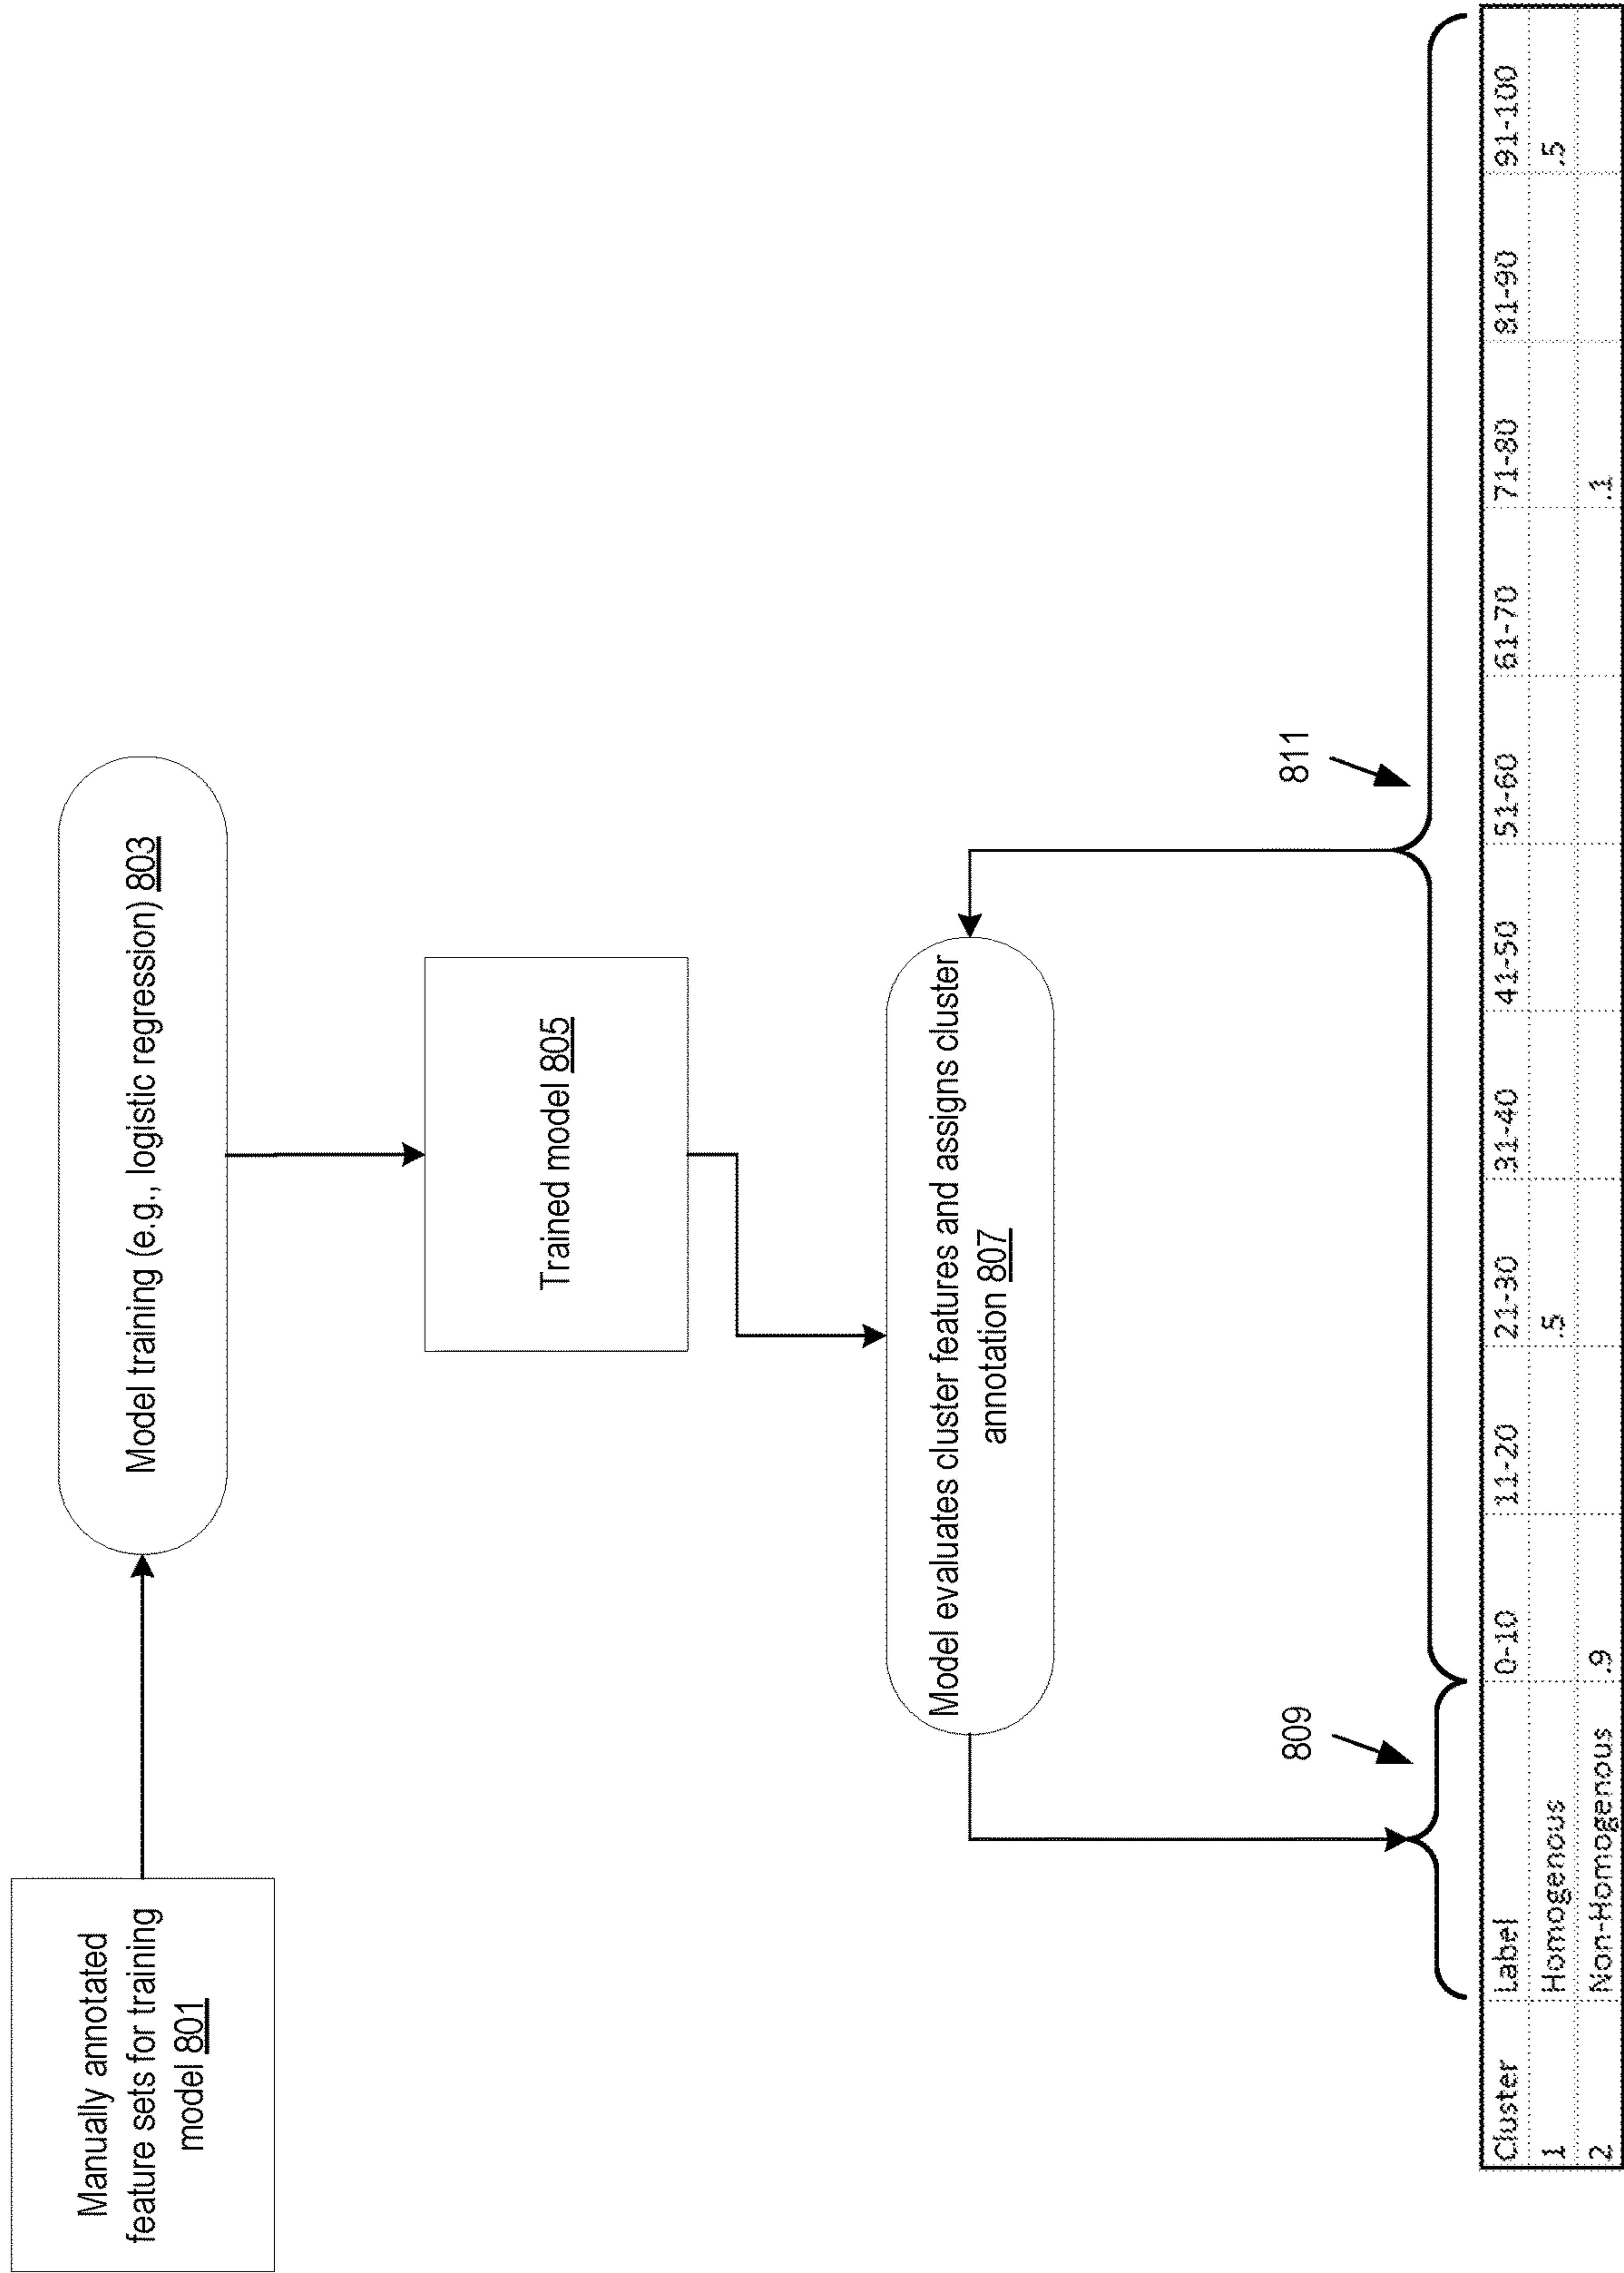 Manually annotated
feature sets for training
model 801
Model training (e.g., logistic regression) 803
Trained model 805
Model evaluates cluster features and assigns cluster
annotation 807
809
811
Cluster Label 0-10 11-20 21-30 31-40 41-50 51-60 61-70 71-80 81-90 91-100
1 Homogenous .5 .5
2 Non-Homogenous .9 .1